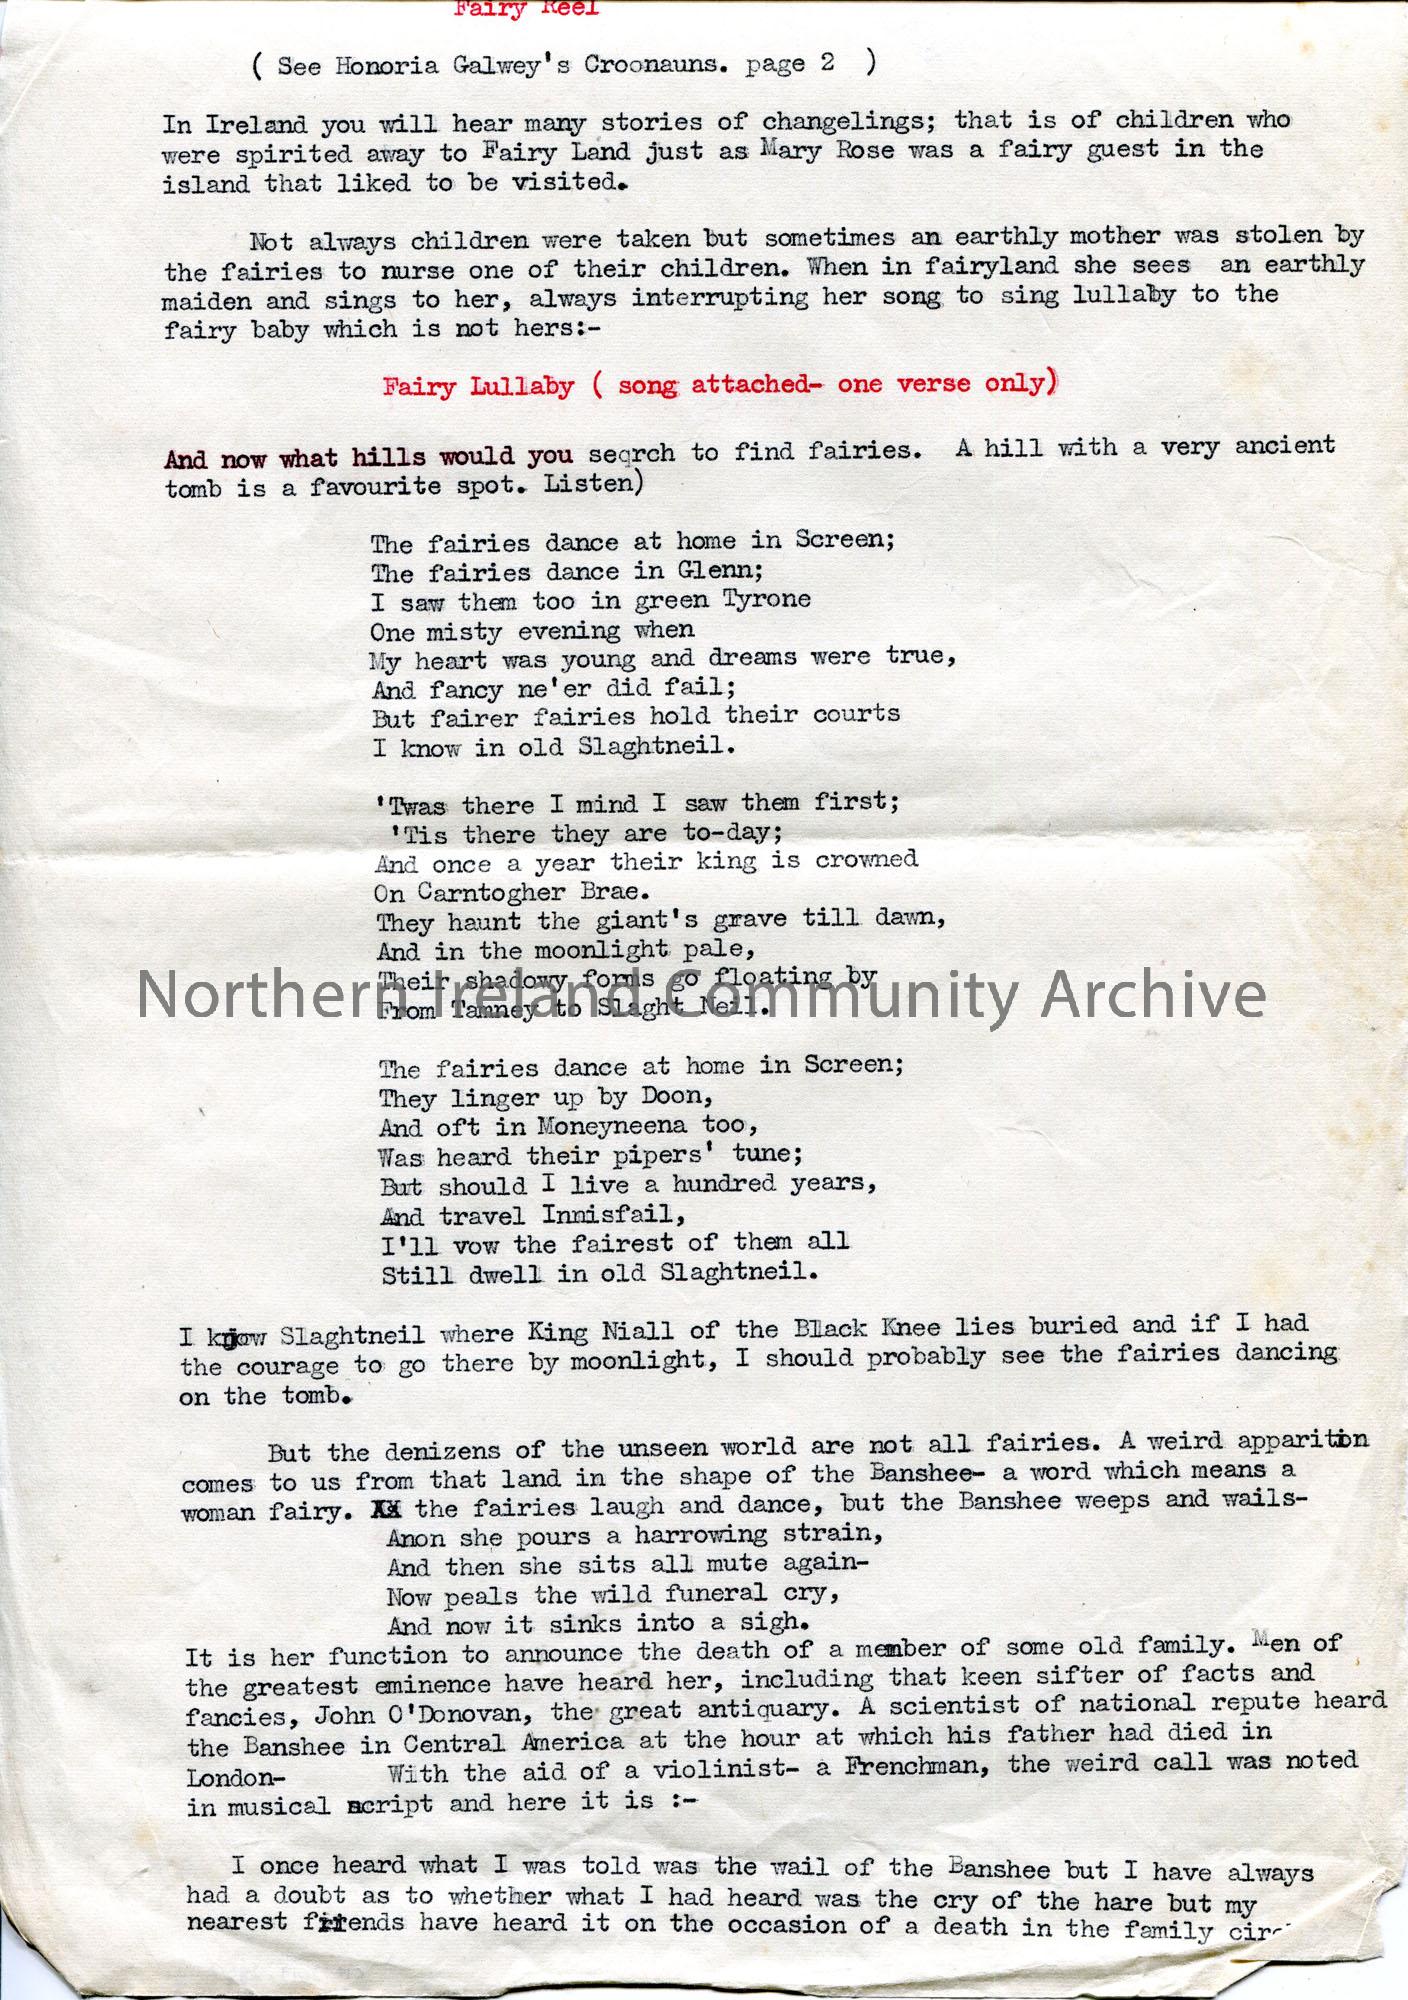 Fairy Reel
( See Honoria Galwey's Croonauns. page 2 )
In Ireland you will hear many stories of changelings; that is of children who
were spirited away to Fairy Land just as Mary Rose was a fairy guest in the
island that liked to be visited.
Not always children were taken but sometimes an earthly mother was stolen by
the fairies to nurse one of their children. When in fairyland she sees an earthly
maiden and sings to her, always interrupting her song to sing lullaby to the
fairy baby which is not hers:-
Fairy Lullaby ( song attached- one verse only)
And now what hills would you seqrch to find fairies. A hill with a very ancient
tomb is a favourite spot. Listen)
The fairies dance at home in Screen;
The fairies dance in Glenn;
I saw them too in green Tyrone
One misty evening when
My heart was young and dreams were true,
And fancy ne'er did fail;
But fairer fairies hold their courts
I know in old Slaghtneil.
'Twas there I mind I saw them first;
'Tis there they are to-day;
And once a year their king is crowned
On Carntogher Brae.
They haunt the giant's grave till dawn,
And in the moonlight pale,
Their shadowy forms go floating by
From Tamney to Slaght Neil.
Northern Ireland Community Archive
The fairies dance at home in Screen;
They linger up by Doon,
And oft in Moneyneena too,
Was heard their pipers' tune;
But should I live a hundred years,
And travel Innisfail,
I'll vow the fairest of them all
Still dwell in old Slaghtneil.
I know Slaghtneil where King Niall of the Black Knee lies buried and if I had
the courage to go there by moonlight, I should probably see the fairies dancing
on the tomb.
But the denizens of the unseen world are not all fairies. A weird apparition
comes to us from that land in the shape of the Banshee- a word which means a
woman fairy. the fairies laugh and dance, but the Banshee weeps and wails-
Anon she pours a harrowing strain,
And then she sits all mute again-
Now peals the wild funeral cry,
And now it sinks into a sigh.
It is her function to announce the death of a member of some old family. Men of
the greatest eminence have heard her, including that keen sifter of facts and
fancies, John O'Donovan, the great antiquary. A scientist of national repute heard
the Banshee in Central America at the hour at which his father had died in
London- With the aid of a violinist- a Frenchman, the weird call was noted
in musical script and here it is :-
I once heard what I was told was the wail of the Banshee but I have always
had a doubt as to whether what I had heard was the cry of the hare but my
nearest friends have heard it on the occasion of a death in the family